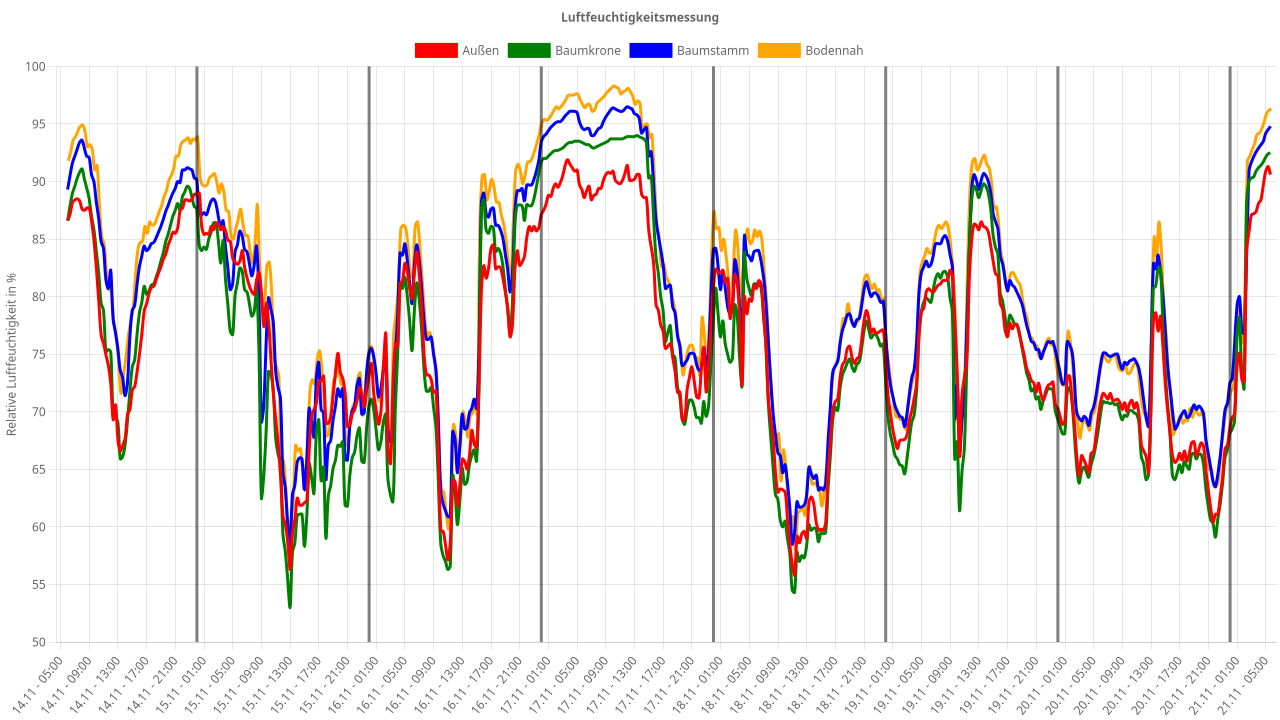 Luftfeuchtigkeitsmessung
Außen Baumkrone Baumstamm Bodennah
Relative Luftfeuchtigkeit in %
100
95
90
85
80
75
70
65
60
55
50
14.11 - 05:00
14.11 - 09:00
14.11 - 13:00
14.11 - 17:00
14.11 - 21:00
15.11 - 01:00
15.11 - 05:00
15.11 - 09:00
15.11 - 13:00
15.11 - 17:00
15.11 - 21:00
16.11 - 01:00
16.11 - 05:00
16.11 - 09:00
16.11 - 13:00
16.11 - 17:00
16.11 - 21:00
17.11 - 01:00
17.11 - 05:00
17.11 - 09:00
17.11 - 13:00
17.11 - 17:00
17.11 - 21:00
18.11 - 01:00
18.11 - 05:00
18.11 - 09:00
18.11 - 13:00
18.11 - 17:00
18.11 - 21:00
19.11 - 01:00
19.11 - 05:00
19.11 - 09:00
19.11 - 13:00
19.11 - 17:00
19.11 - 21:00
20.11 - 01:00
20.11 - 05:00
20.11 - 09:00
20.11 - 13:00
20.11 - 17:00
20.11 - 21:00
21.11 - 01:00
21.11 - 05:00